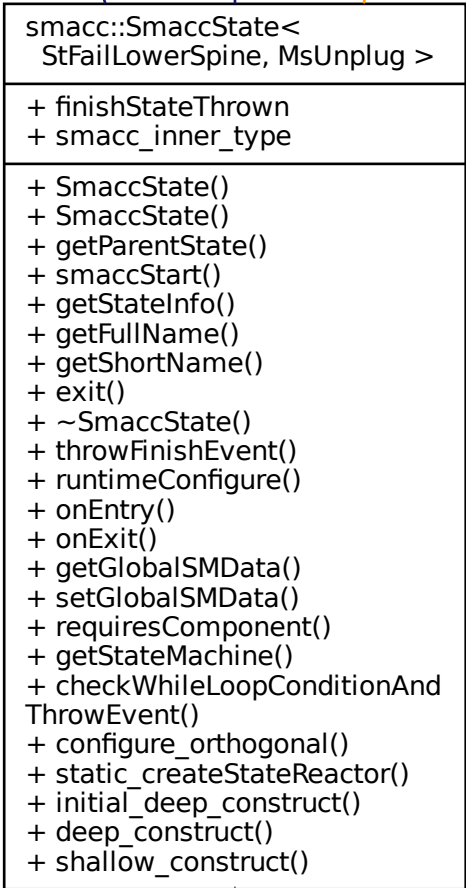 smacc::SmaccState<
StFailLowerSpine, MsUnplug >
+ finishStateThrown
+ smacc_inner_type
+ SmaccState()
+ SmaccState()
+ getParentState()
+ smaccStart()
+ getStateInfo()
+ getFullName()
+ getShortName()
+ exit()
+ ~SmaccState()
+ throwFinishEvent()
+ runtimeConfigure()
+ onEntry()
+ onExit()
+ getGlobalSMData()
+ setGlobalSMData()
+ requiresComponent()
+ getStateMachine()
+ checkWhileLoopConditionAnd
ThrowEvent()
+ configure_orthogonal()
+ static_createStateReactor()
+ initial_deep_construct()
+ deep_construct()
+ shallow_construct()